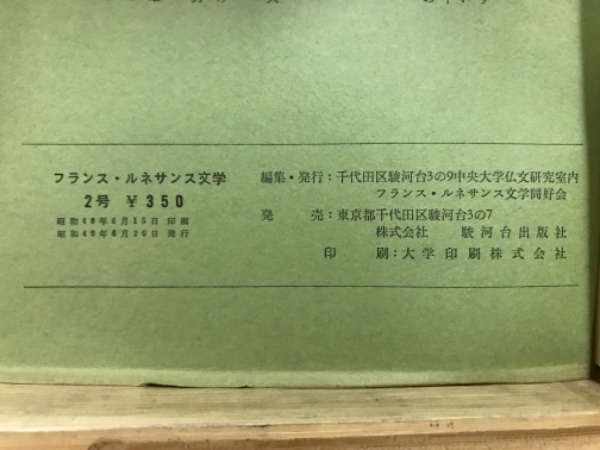 フランス・ルネサンス文学
2号 ¥350
昭和40年6月15日 印刷
昭和40年6月20日 発行
編集・発行：千代田区駿河台3の9中央大学仏文研究室内
フランス・ルネサンス文学同好会
発 売：東京都千代田区駿河台3の7
株式会社 駿河台出版社
印 刷：大学印刷株式会社